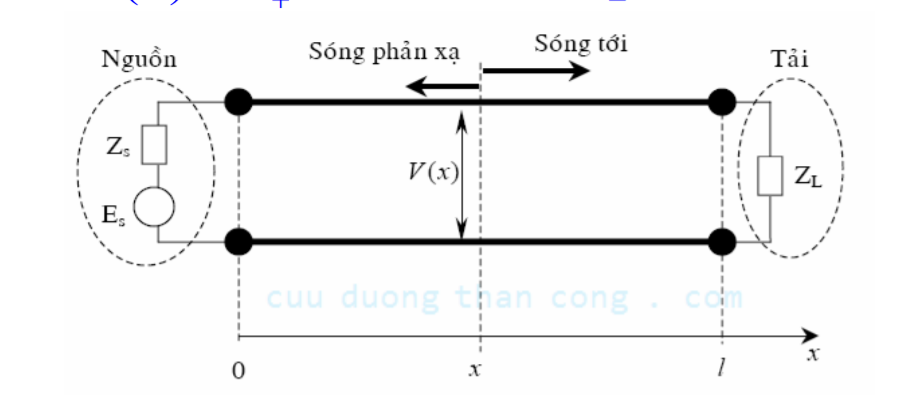 Nguồn
Sóng phản xạ
Sóng tới
Tải
Zs
V(x)
ZL
Es
cuu duong than cong . com
x
0
x
l